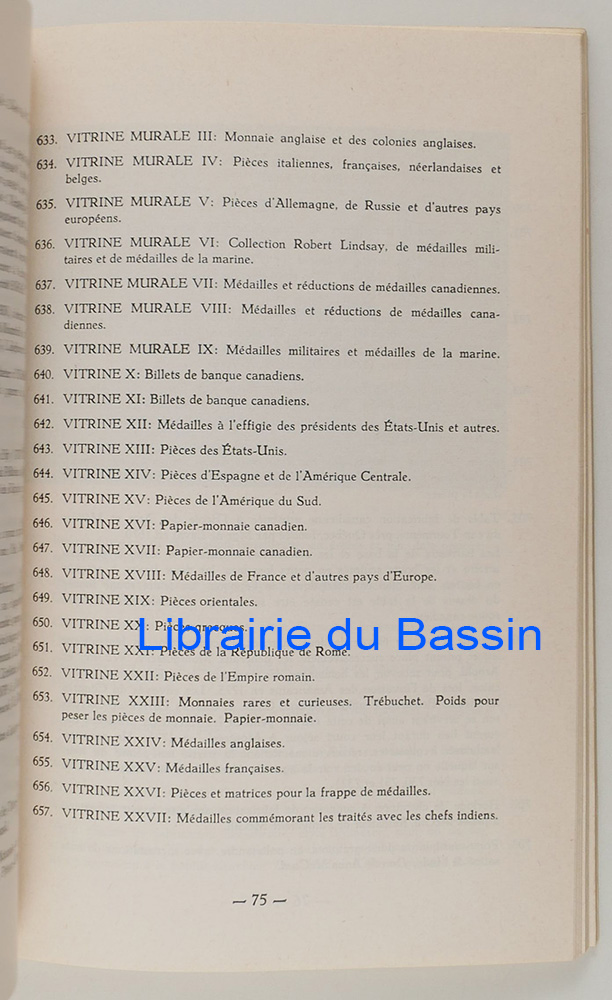 633. VITRINE MURALE III: Monnaie anglaise et des colonies anglaises.
634. VITRINE MURALE IV: Pièces italiennes, françaises, néerlandaises et
belges.
635. VITRINE MURALE V: Pièces d'Allemagne, de Russie et d'autres pays
européens.
636. VITRINE MURALE VI: Collection Robert Lindsay, de médailles mili-
taires et de médailles de la marine.
637. VITRINE MURALE VII: Médailles et réductions de médailles canadiennes.
638. VITRINE MURALE VIII: Médailles et réductions de médailles cana-
diennes.
639. VITRINE MURALE IX: Médailles militaires et médailles de la marine.
640. VITRINE X: Billets de banque canadiens.
641. VITRINE XI: Billets de banque canadiens.
642. VITRINE XII: Médailles à l'effigie des présidents des États-Unis et autres.
643. VITRINE XIII: Pièces des États-Unis.
644. VITRINE XIV: Pièces d'Espagne et de l'Amérique Centrale.
645. VITRINE XV: Pièces de l'Amérique du Sud.
646. VITRINE XVI: Papier-monnaie canadien.
647. VITRINE XVII: Papier-monnaie canadien.
648. VITRINE XVIII: Médailles de France et d'autres pays d'Europe.
649. VITRINE XIX: Pièces orientales.
650. VITRINE XX: Pièces grecques.
Librairie du Bassin
651. VITRINE XXI: Pièces de la République de Rome.
652. VITRINE XXII: Pièces de l'Empire romain.
653. VITRINE XXIII: Monnaies rares et curieuses. Trébuchet. Poids pour
peser les pièces de monnaie. Papier-monnaie.
654. VITRINE XXIV: Médailles anglaises.
655. VITRINE XXV: Médailles françaises.
656. VITRINE XXVI: Pièces et matrices pour la frappe de médailles.
657. VITRINE XXVII: Médailles commémorant les traités avec les chefs indiens.
— 75 —